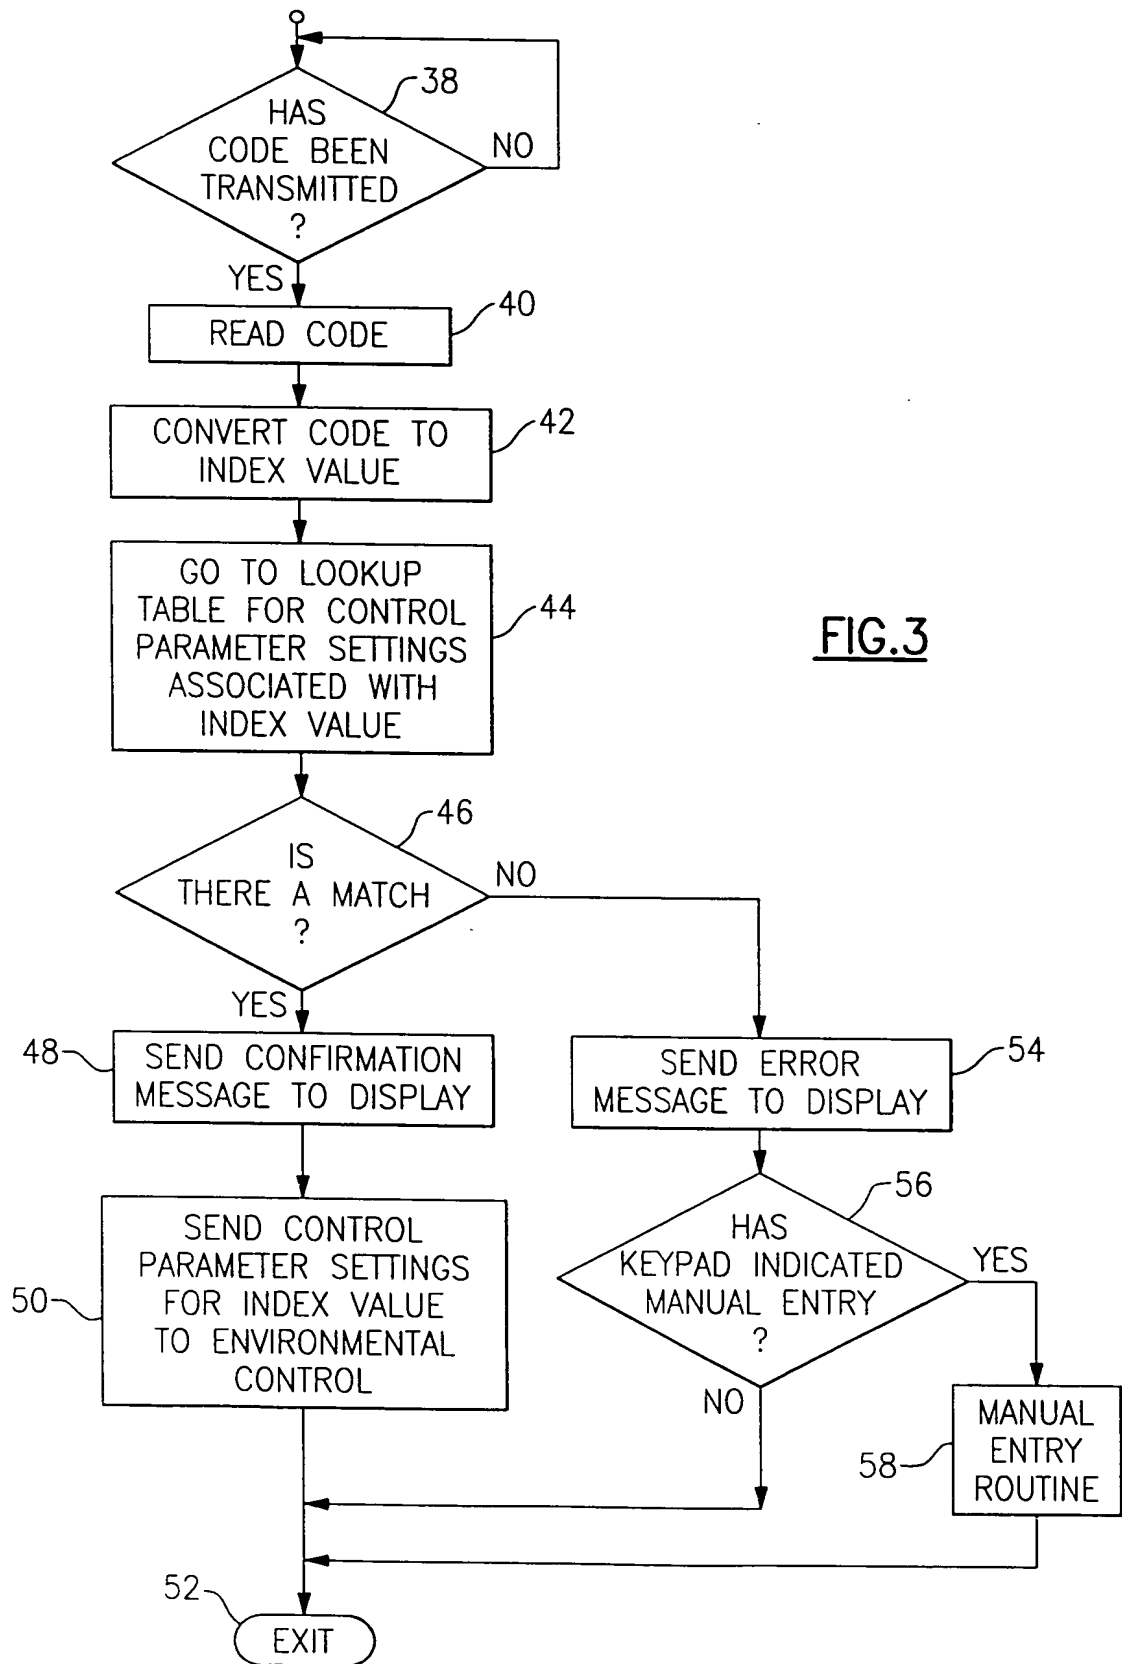 38
HAS
CODE BEEN
TRANSMITTED
?
NO
YES
40
READ CODE
42
CONVERT CODE TO
INDEX VALUE
44
GO TO LOOKUP
TABLE FOR CONTROL
PARAMETER SETTINGS
ASSOCIATED WITH
INDEX VALUE
FIG.3
46
IS
THERE A MATCH
?
NO
YES
48
SEND CONFIRMATION
MESSAGE TO DISPLAY
54
SEND ERROR
MESSAGE TO DISPLAY
50
SEND CONTROL
PARAMETER SETTINGS
FOR INDEX VALUE
TO ENVIRONMENTAL
CONTROL
56
HAS
KEYPAD INDICATED
MANUAL ENTRY
?
YES
NO
58
MANUAL
ENTRY
ROUTINE
52
EXIT